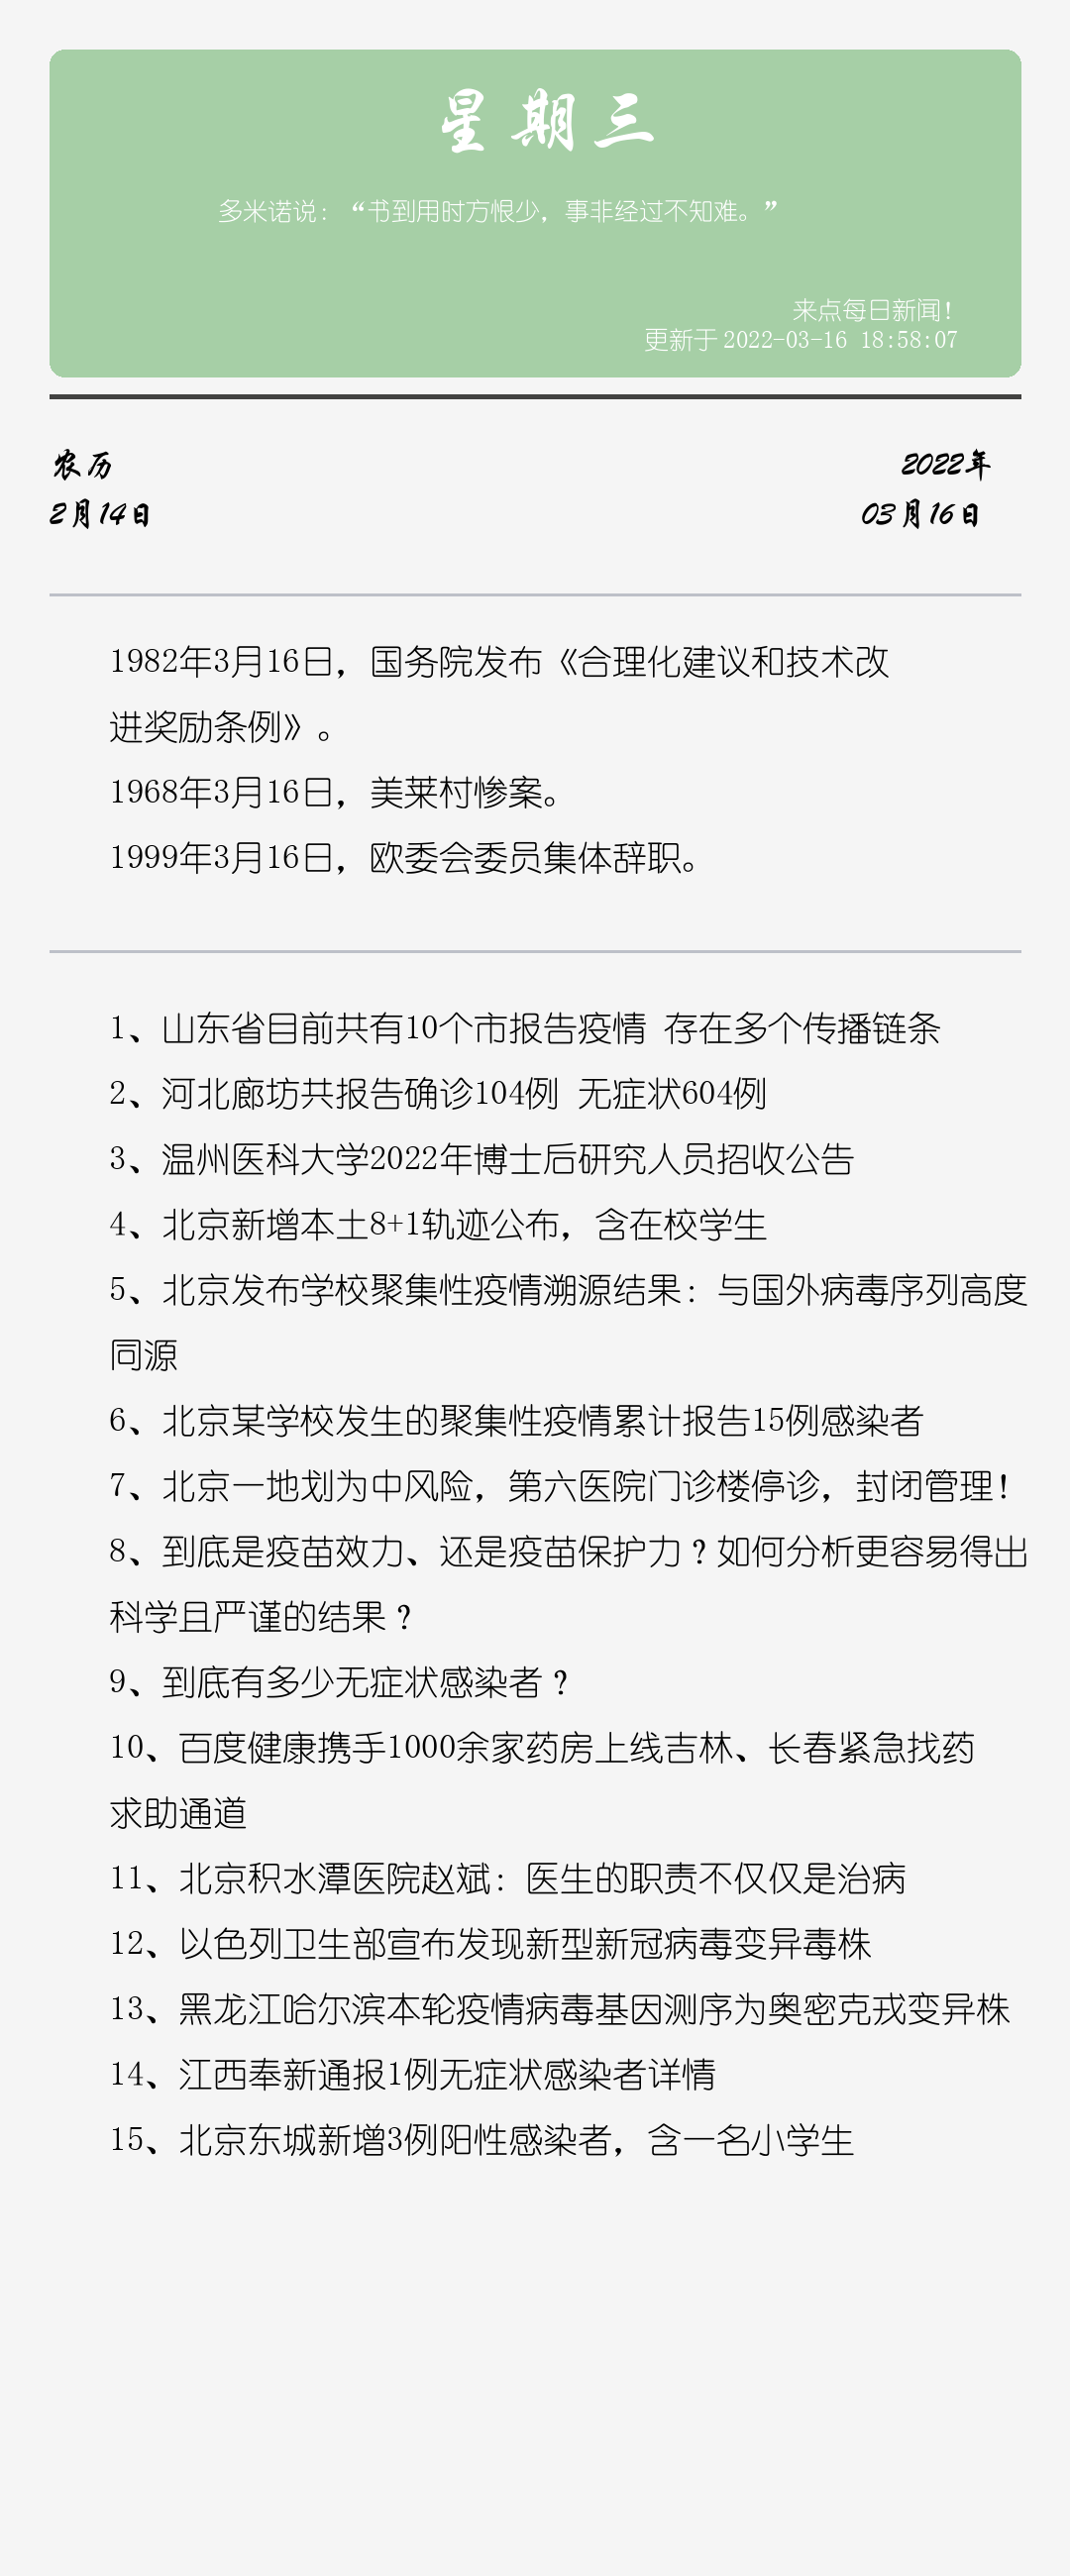 星期三
多米诺说：“书到用时方恨少，事非经过不知难。”
来点每日新闻！
更新于 2022-03-16 18:58:07
农历
2022年
2月14日
03月16日
1982年3月16日，国务院发布《合理化建议和技术改
进奖励条例》。
1968年3月16日，美莱村惨案。
1999年3月16日，欧委会委员集体辞职。
1、山东省目前共有10个市报告疫情 存在多个传播链条
2、河北廊坊共报告确诊104例 无症状604例
3、温州医科大学2022年博士后研究人员招收公告
4、北京新增本土8+1轨迹公布，含在校学生
5、北京发布学校聚集性疫情溯源结果：与国外病毒序列高度
同源
6、北京某学校发生的聚集性疫情累计报告15例感染者
7、北京一地划为中风险，第六医院门诊楼停诊，封闭管理！
8、到底是疫苗效力、还是疫苗保护力？如何分析更容易得出
科学且严谨的结果？
9、到底有多少无症状感染者？
10、百度健康携手1000余家药房上线吉林、长春紧急找药
求助通道
11、北京积水潭医院赵斌：医生的职责不仅仅是治病
12、以色列卫生部宣布发现新型新冠病毒变异毒株
13、黑龙江哈尔滨本轮疫情病毒基因测序为奥密克戎变异株
14、江西奉新通报1例无症状感染者详情
15、北京东城新增3例阳性感染者，含一名小学生